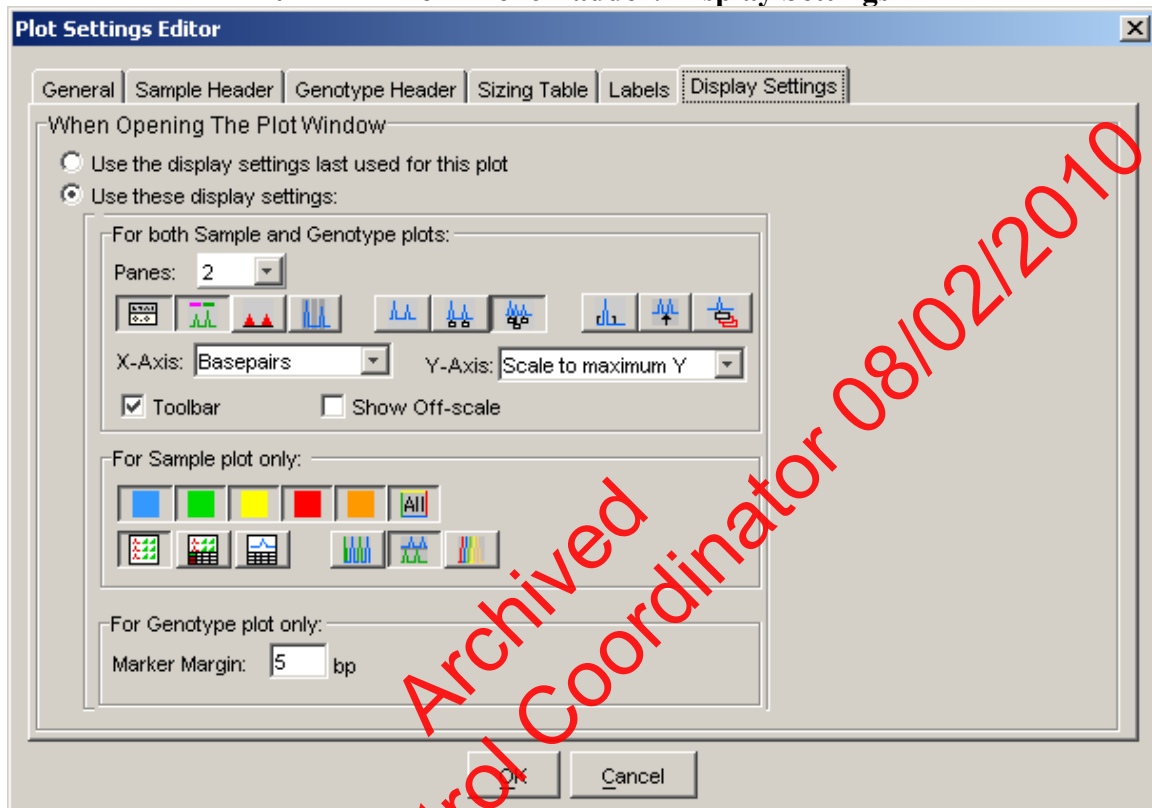 Display Settings
Plot Settings Editor
General Sample Header Genotype Header Sizing Table Labels Display Settings
When Opening The Plot Window
Use the display settings last used for this plot
Use these display settings:
For both Sample and Genotype plots:
Panes: 2
X-Axis: Basepairs Y-Axis: Scale to maximum Y
Toolbar Show Off-scale
For Sample plot only:
All
For Genotype plot only:
Marker Margin: 5 bp
OK Cancel
Archived
Coordinator 08/02/2010